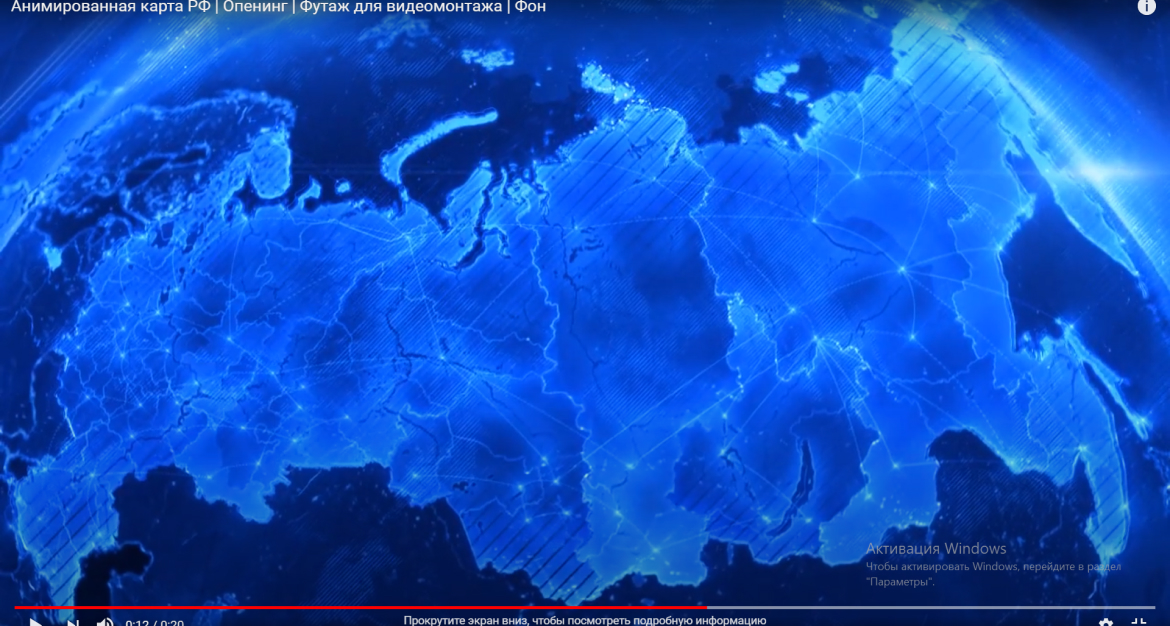 Анимированная карта РФ | Опенинг | Футаж для видеомонтажа | Фон
Активация Windows
Чтобы активировать Windows, перейдите в раздел
"Параметры".
0:12 / 0:20
Прокрутите экран вниз, чтобы посмотреть подробную информацию